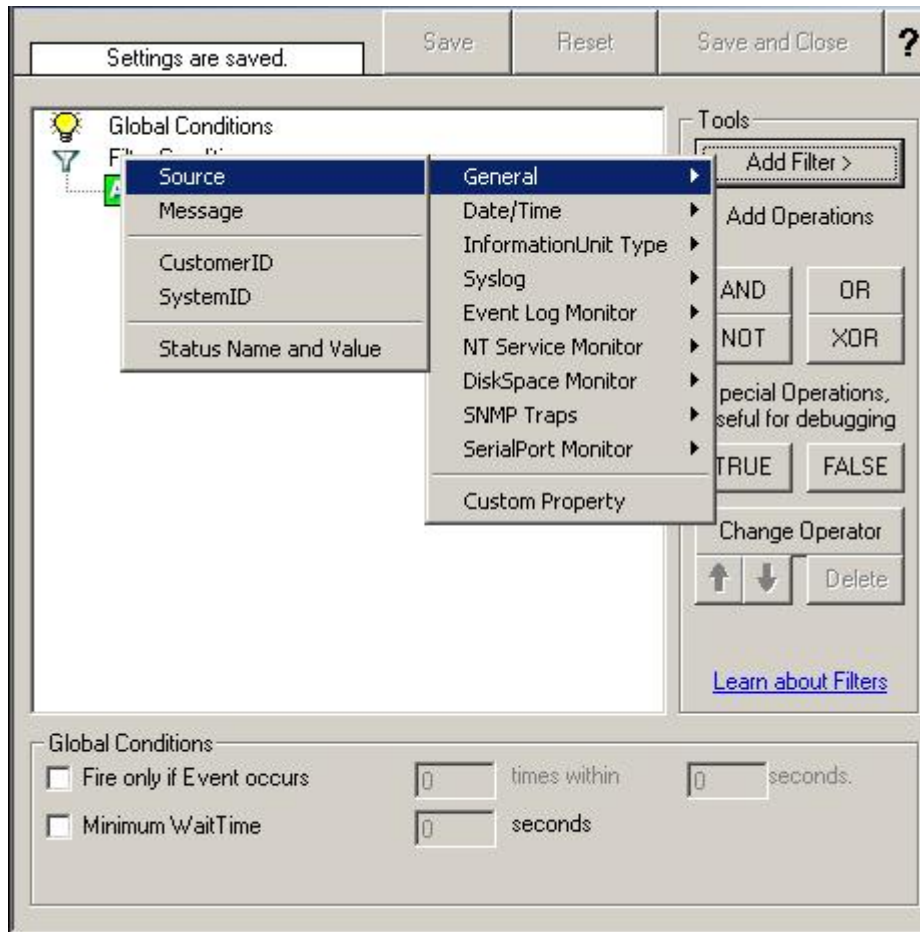 Settings are saved.
Save
Reset
Save and Close
?
Global Conditions
Source
Message
CustomerID
SystemID
Status Name and Value
General
Date/Time
InformationUnit Type
Syslog
Event Log Monitor
NT Service Monitor
DiskSpace Monitor
SNMP Traps
SerialPort Monitor
Custom Property
Tools
Add Filter >
Add Operations
AND
OR
NOT
XOR
pecial Operations,
seful for debugging
TRUE
FALSE
Change Operator
Delete
Learn about Filters
Global Conditions
Fire only if Event occurs
0
times within
0
seconds.
Minimum WaitTime
0
seconds